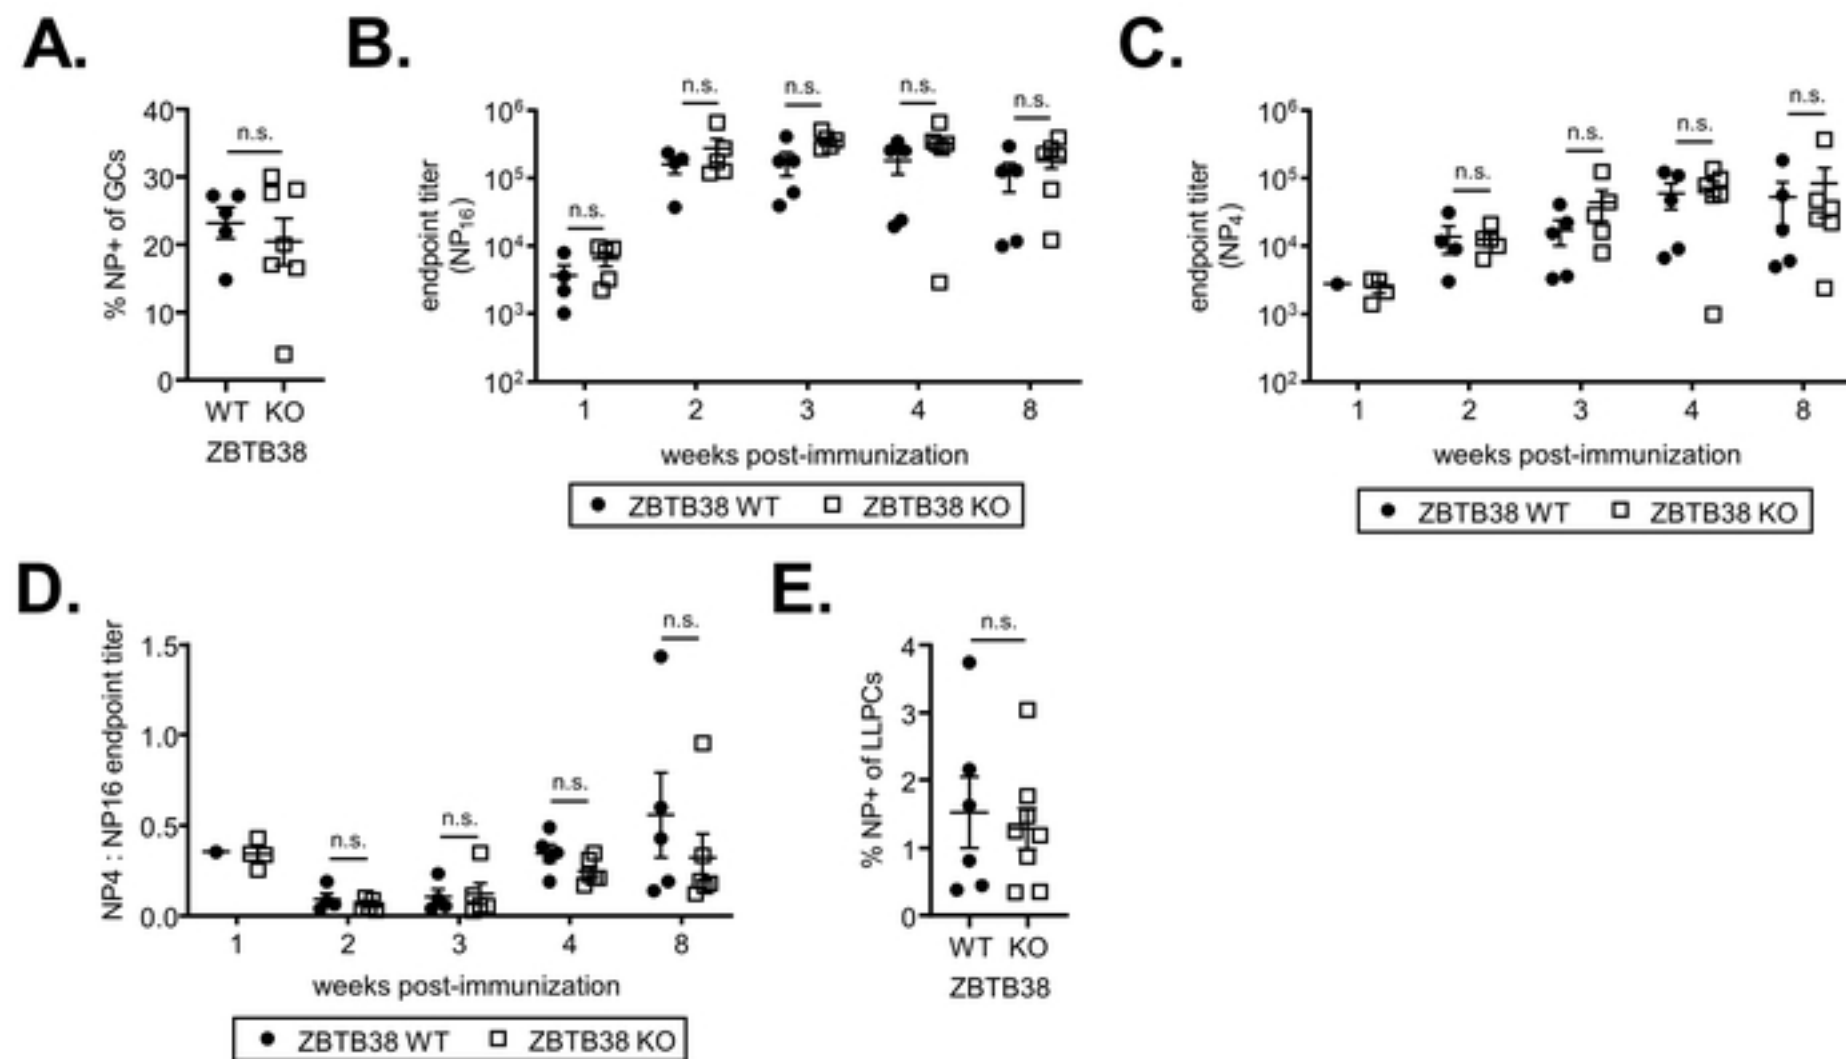 A.
% NP+ of GCs
40
30
20
10
0
n.s.
WT KO
ZBTB38
B.
endpoint titer
(NP16)
10^6
10^5
10^4
10^3
10^2
n.s.
n.s.
n.s.
n.s.
n.s.
1 2 3 4 8
weeks post-immunization
ZBTB38 WT ZBTB38 KO
C.
endpoint titer
(NP4)
10^6
10^5
10^4
10^3
10^2
n.s.
n.s.
n.s.
n.s.
1 2 3 4 8
weeks post-immunization
ZBTB38 WT ZBTB38 KO
D.
NP4 : NP16 endpoint titer
1.5
1.0
0.5
0.0
n.s.
n.s.
n.s.
n.s.
1 2 3 4 8
weeks post-immunization
ZBTB38 WT ZBTB38 KO
E.
% NP+ of LLPCs
4
3
2
1
0
n.s.
WT KO
ZBTB38